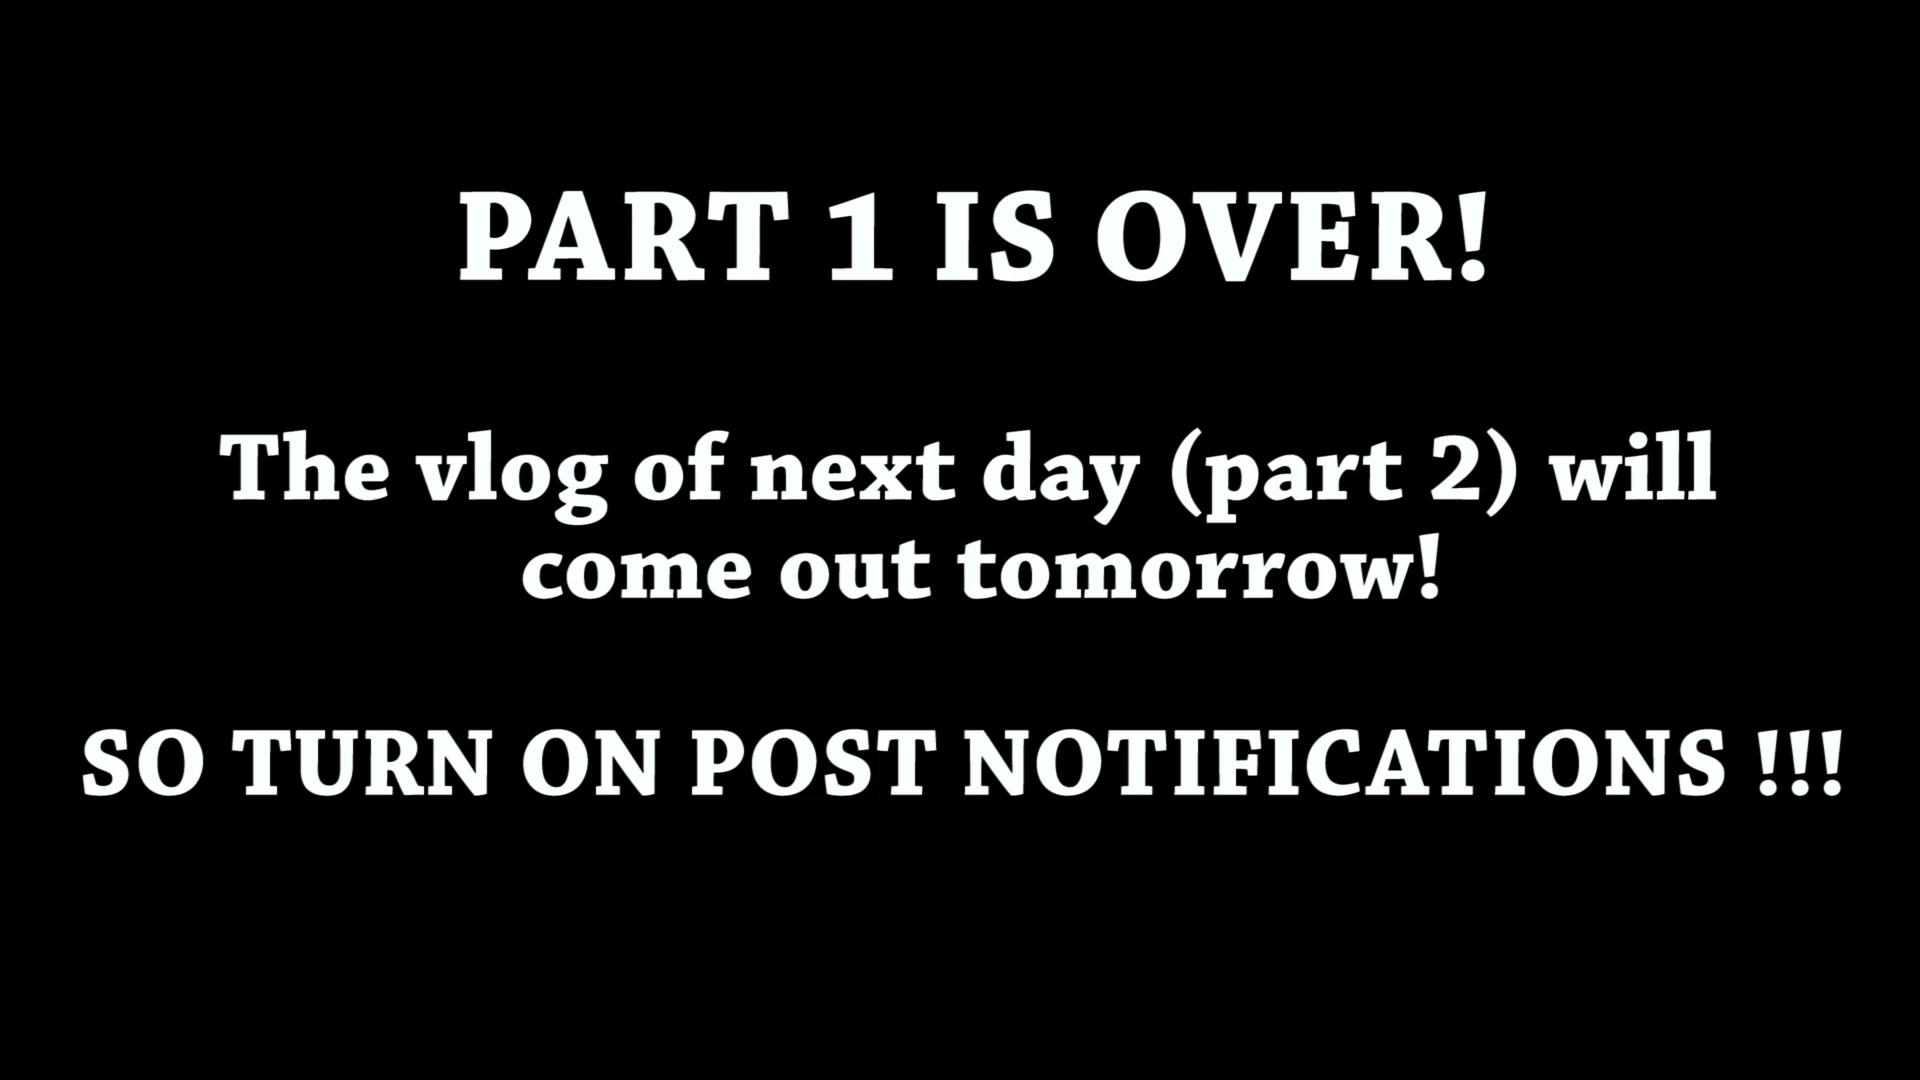 PART 1 IS OVER!
The vlog of next day (part 2) will
come out tomorrow!
SO TURN ON POST NOTIFICATIONS !!!